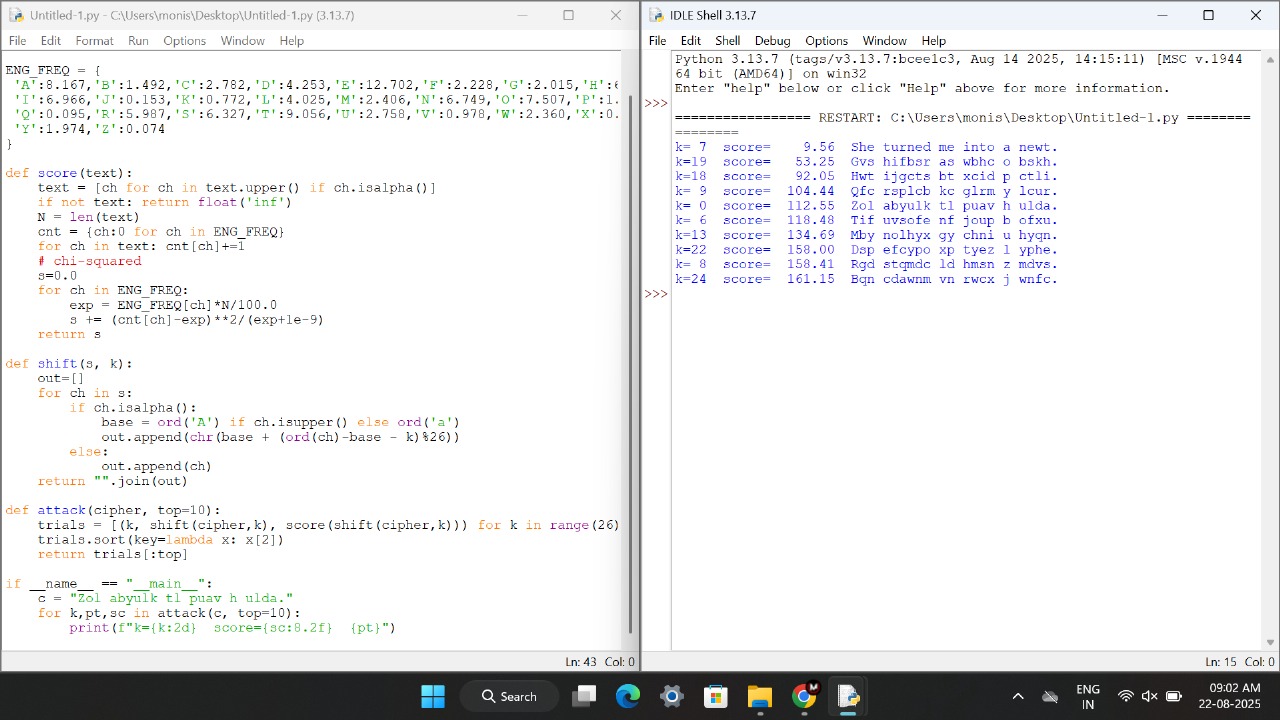 Untitled-1.py - C:\Users\monis\Desktop\Untitled-1.py (3.13.7)
File Edit Format Run Options Window Help
ENG_FREQ = {
'A':8.167,'B':1.492,'C':2.782,'D':4.253,'E':12.702,'F':2.228,'G':2.015,'H':6
'I':6.966,'J':0.153,'K':0.772,'L':4.025,'M':2.406,'N':6.749,'O':7.507,'P':1.
'Q':0.095,'R':5.987,'S':6.327,'T':9.056,'U':2.758,'V':0.978,'W':2.360,'X':0.
'Y':1.974,'Z':0.074
}
def score(text):
    text = [ch for ch in text.upper() if ch.isalpha()]
    if not text: return float('inf')
    N = len(text)
    cnt = {ch:0 for ch in ENG_FREQ}
    for ch in text: cnt[ch]+=1
    # chi-squared
    s=0.0
    for ch in ENG_FREQ:
        exp = ENG_FREQ[ch]*N/100.0
        s += (cnt[ch]-exp)**2/(exp+1e-9)
    return s
def shift(s, k):
    out=[]
    for ch in s:
        if ch.isalpha():
            base = ord('A') if ch.isupper() else ord('a')
            out.append(chr(base + (ord(ch)-base - k)%26))
        else:
            out.append(ch)
    return "".join(out)
def attack(cipher, top=10):
    trials = [(k, shift(cipher,k), score(shift(cipher,k))) for k in range(26)
    trials.sort(key=lambda x: x[2])
    return trials[:top]
if __name__ == "__main__":
    c = "Zol abyulk tl puav h ulda."
    for k,pt,sc in attack(c, top=10):
        print(f"k={k:2d}  score={sc:8.2f}  {pt}")
Ln: 43 Col: 0
IDLE Shell 3.13.7
File Edit Shell Debug Options Window Help
Python 3.13.7 (tags/v3.13.7:bcee1c3, Aug 14 2025, 14:15:11) [MSC v.1944
64 bit (AMD64)] on win32
Enter "help" below or click "Help" above for more information.
>>>
================= RESTART: C:\Users\monis\Desktop\Untitled-1.py ========
========
k= 7  score=    9.56  She turned me into a newt.
k=19  score=   53.25  Gvs hifbsr as wbhc o bskh.
k=18  score=   92.05  Hwt ijgcts bt xcid p ctli.
k= 9  score=  104.44  Qfc rsplcb kc glrm y lcur.
k= 0  score=  112.55  Zol abyulk tl puav h ulda.
k= 6  score=  118.48  Tif uvsofe nf joup b ofxu.
k=13  score=  134.69  Mby nolhyx gy chni u hyqn.
k=22  score=  158.00  Dsp efcypo xp tyez l yphe.
k= 8  score=  158.41  Rgd stqmdc ld hmsn z mdvs.
k=24  score=  161.15  Bqn cdawnm vn rwcx j wnfc.
>>>
Ln: 15 Col: 0
Search
M
ENG
IN
09:02 AM
22-08-2025